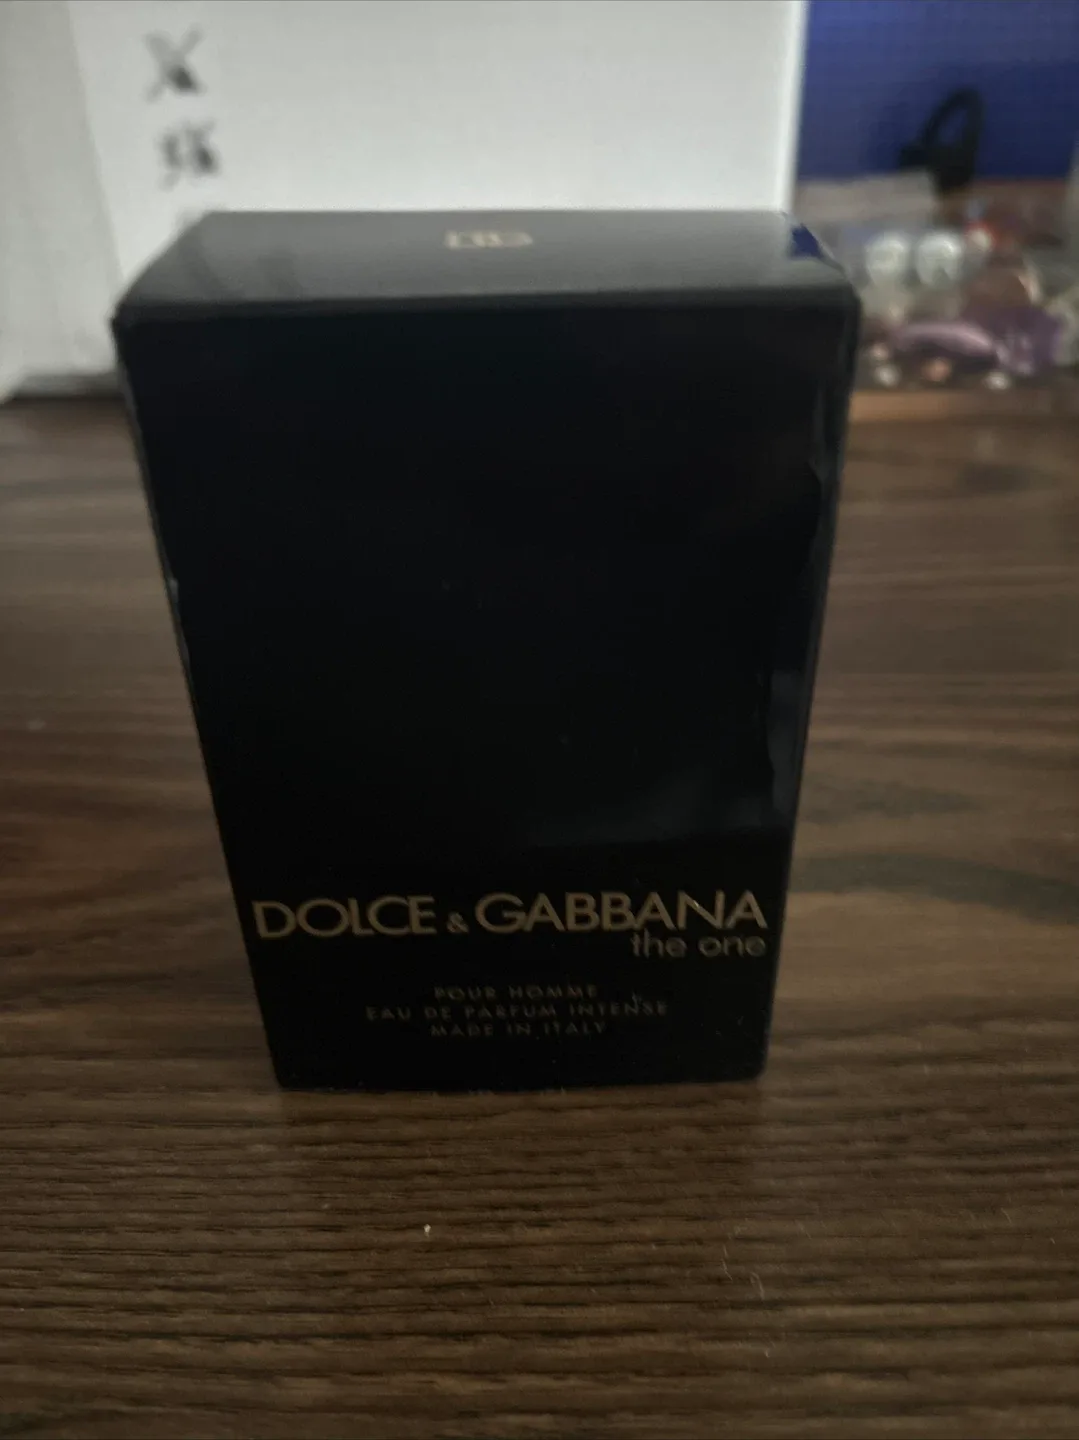 DOLCE & GABBANA
the one
POUR HOMME
EAU DE PARFUM INTENSE
MADE IN ITALY